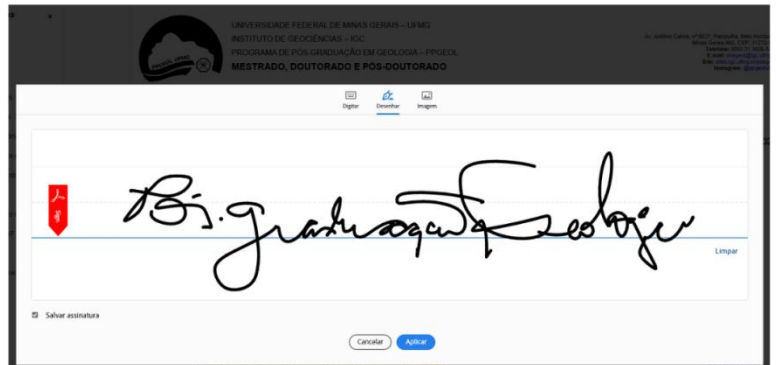 UNIVERSIDADE FEDERAL DE MINAS GERAIS – UFMG
INSTITUTO DE GEOCIÊNCIAS – IGC
PROGRAMA DE PÓS-GRADUAÇÃO EM GEOLOGIA – PPGEOL
MESTRADO, DOUTORADO E PÓS-DOUTORADO
Digitar Desenhar Imagem
Pós. graduação Geologia
Limpar
Salvar assinatura
Cancelar Aplicar